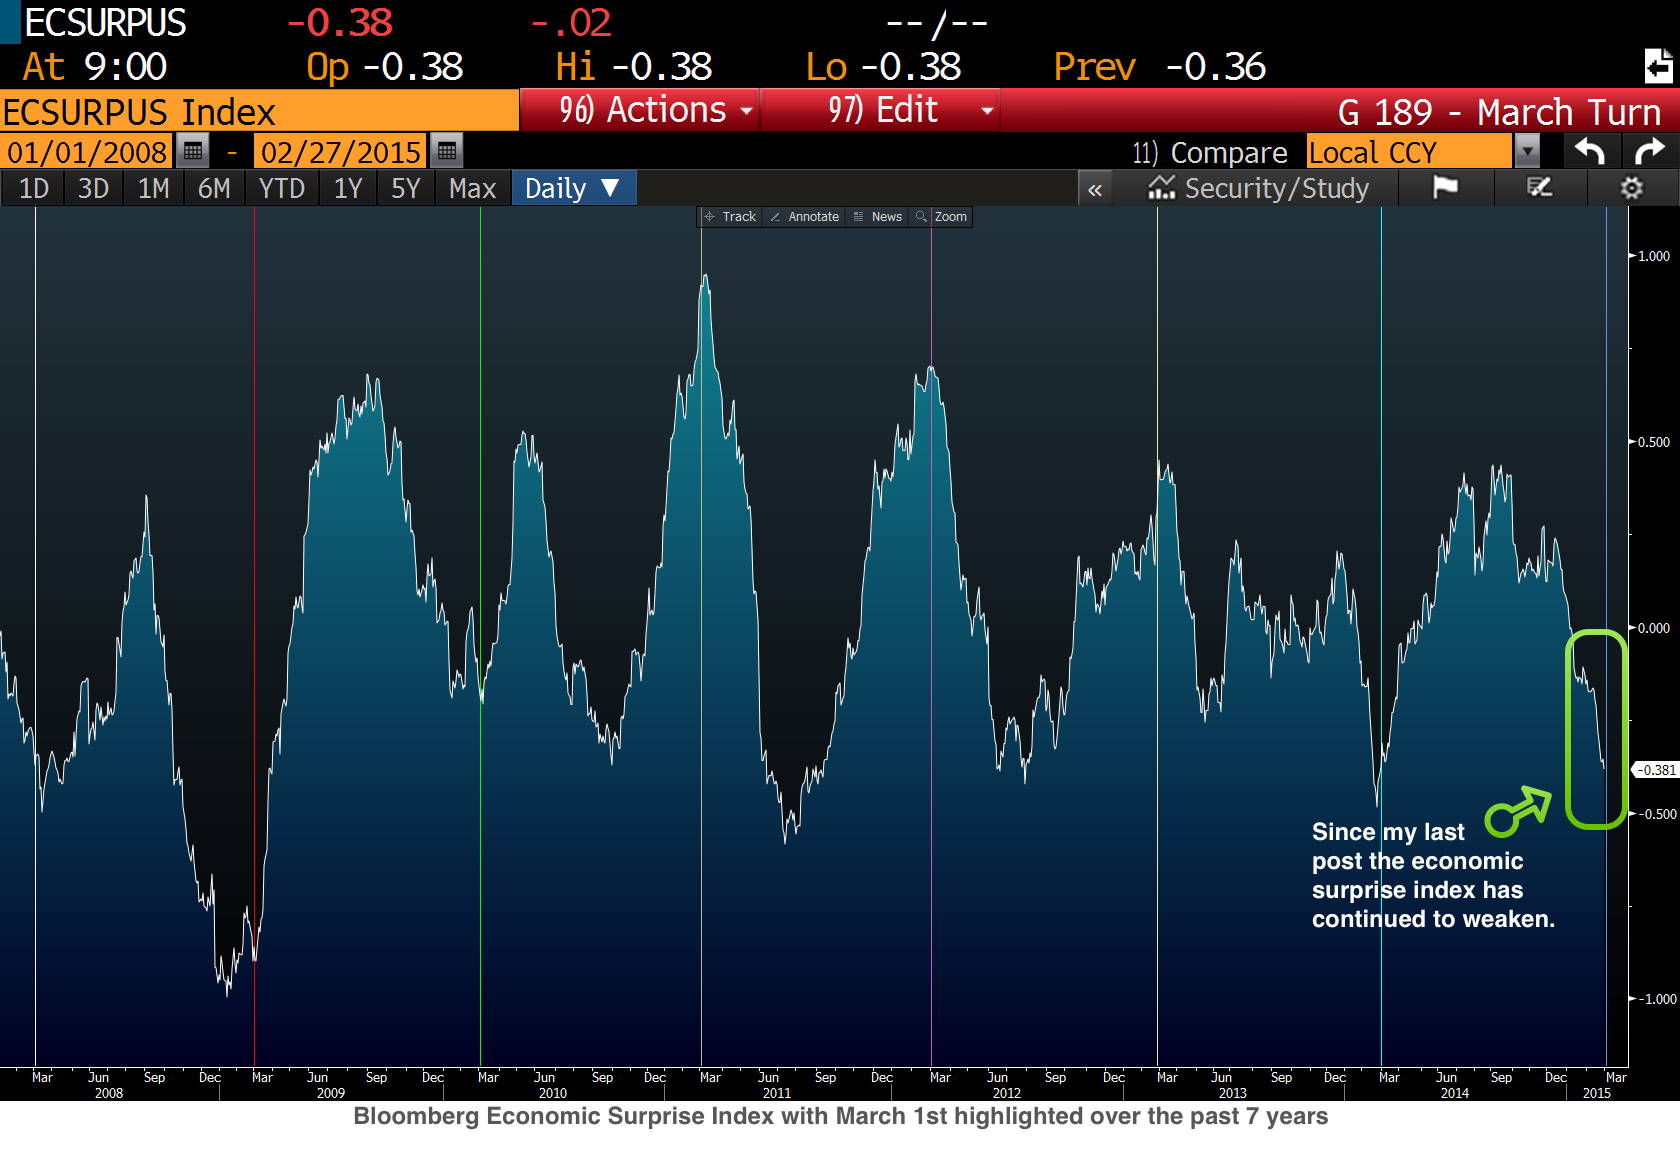 ECSURPUS -0.38 -.02 --/--
At 9:00 Op -0.38 Hi -0.38 Lo -0.38 Prev -0.36
ECSURPUS Index 96) Actions 97) Edit G 189 - March Turn
01/01/2008 - 02/27/2015 11) Compare Local CCY
1D 3D 1M 6M YTD 1Y 5Y Max Daily ▼ « Security/Study
Track Annotate News Zoom
1.000
0.500
0.000
-0.381
-0.500
-1.000
Since my last
post the economic
surprise index has
continued to weaken.
Mar Jun Sep Dec Mar Jun Sep Dec Mar Jun Sep Dec Mar Jun Sep Dec Mar Jun Sep Dec Mar Jun Sep Dec Mar Jun Sep Dec Mar
2008 2009 2010 2011 2012 2013 2014 2015
Bloomberg Economic Surprise Index with March 1st highlighted over the past 7 years